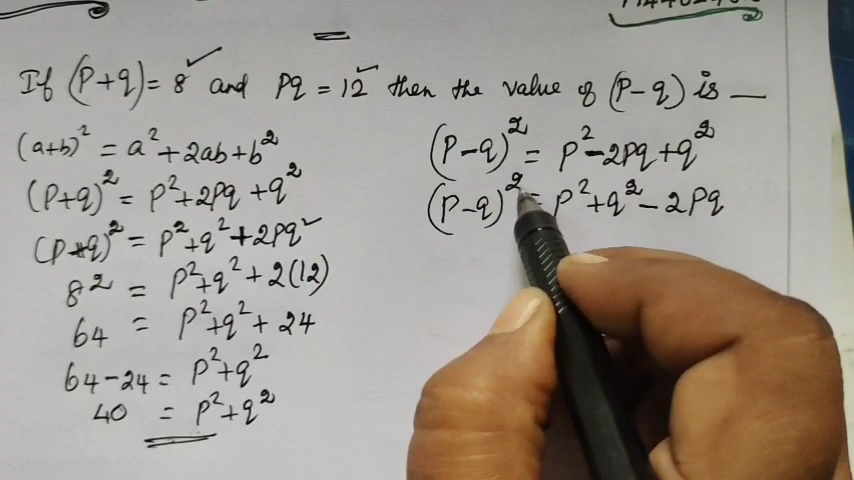 If (P+q) = 8 and Pq = 12 then the value of (P-q) is __
(a+b)² = a² + 2ab + b²
(P+q)² = P² + 2Pq + q²
(P+q)² = P² + q² + 2Pq
8² = P² + q² + 2(12)
64 = P² + q² + 24
64 - 24 = P² + q²
40 = P² + q²
(P-q)² = P² - 2Pq + q²
(P-q)² = P² + q² - 2Pq